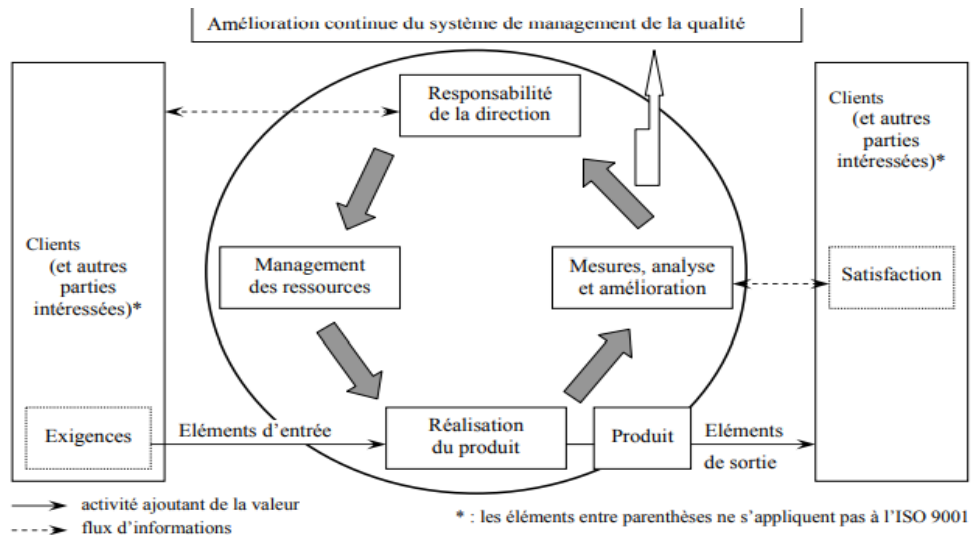 Amélioration continue du système de management de la qualité
Responsabilité
de la direction
Clients
(et autres
parties
intéressées)*
Clients
(et autres
parties
intéressées)*
Management
des ressources
Mesures, analyse
et amélioration
Satisfaction
Exigences
Eléments d'entrée
Réalisation
du produit
Produit
Eléments
de sortie
activité ajoutant de la valeur
flux d'informations
* : les éléments entre parenthèses ne s'appliquent pas à l'ISO 9001